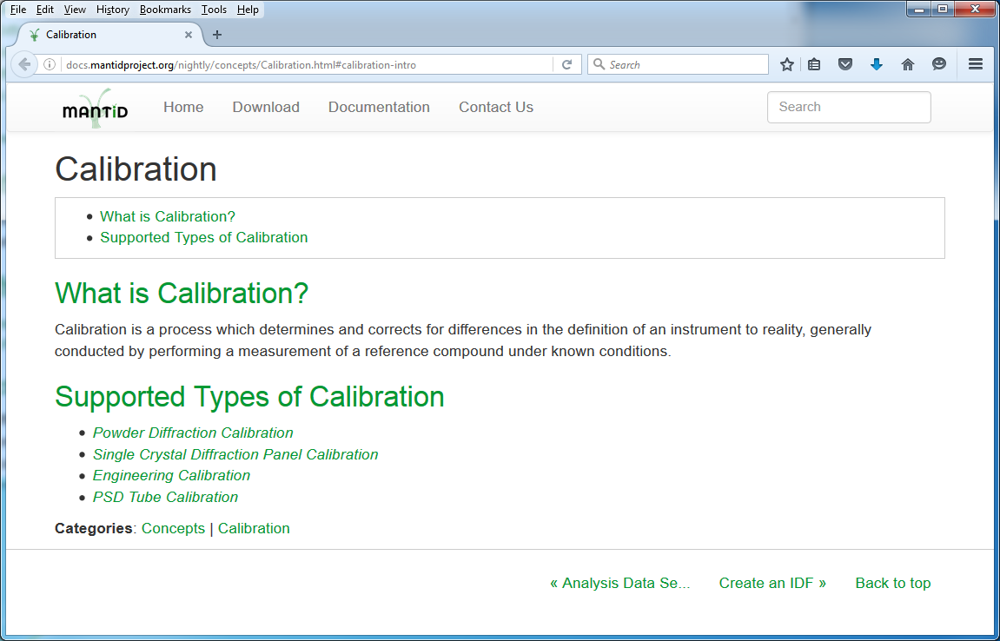 File Edit View History Bookmarks Tools Help
Calibration
docs.mantidproject.org/nightly/concepts/Calibration.html#calibration-intro
Search
MANTiD Home Download Documentation Contact Us Search
Calibration
What is Calibration?
Supported Types of Calibration
What is Calibration?
Calibration is a process which determines and corrects for differences in the definition of an instrument to reality, generally
conducted by performing a measurement of a reference compound under known conditions.
Supported Types of Calibration
Powder Diffraction Calibration
Single Crystal Diffraction Panel Calibration
Engineering Calibration
PSD Tube Calibration
Categories: Concepts | Calibration
« Analysis Data Se... Create an IDF » Back to top